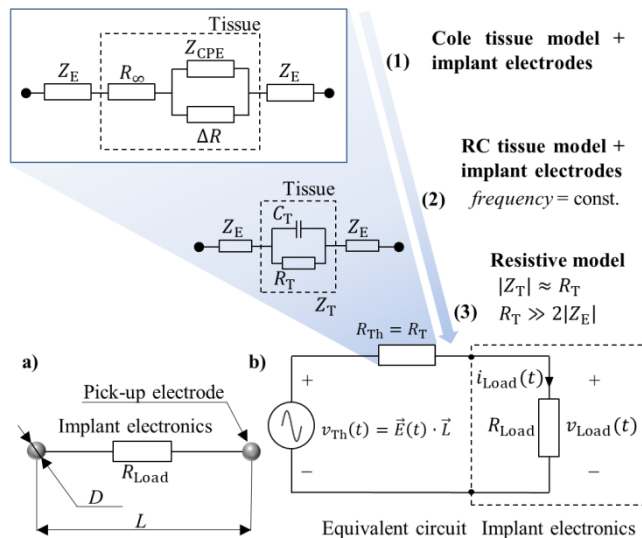 Tissue
Z_CPE
Z_E
R_∞
Z_E
ΔR
(1)
Cole tissue model +
implant electrodes
RC tissue model +
implant electrodes
(2)
frequency = const.
Tissue
C_T
Z_E
Z_E
R_T
Z_T
Resistive model
|Z_T| ≈ R_T
(3)
R_T ≫ 2|Z_E|
R_Th = R_T
a)
Pick-up electrode
Implant electronics
R_Load
D
L
b)
+
i_Load(t)
+
v_Th(t) = E⃗(t) · L⃗
R_Load
v_Load(t)
−
−
Equivalent circuit
Implant electronics